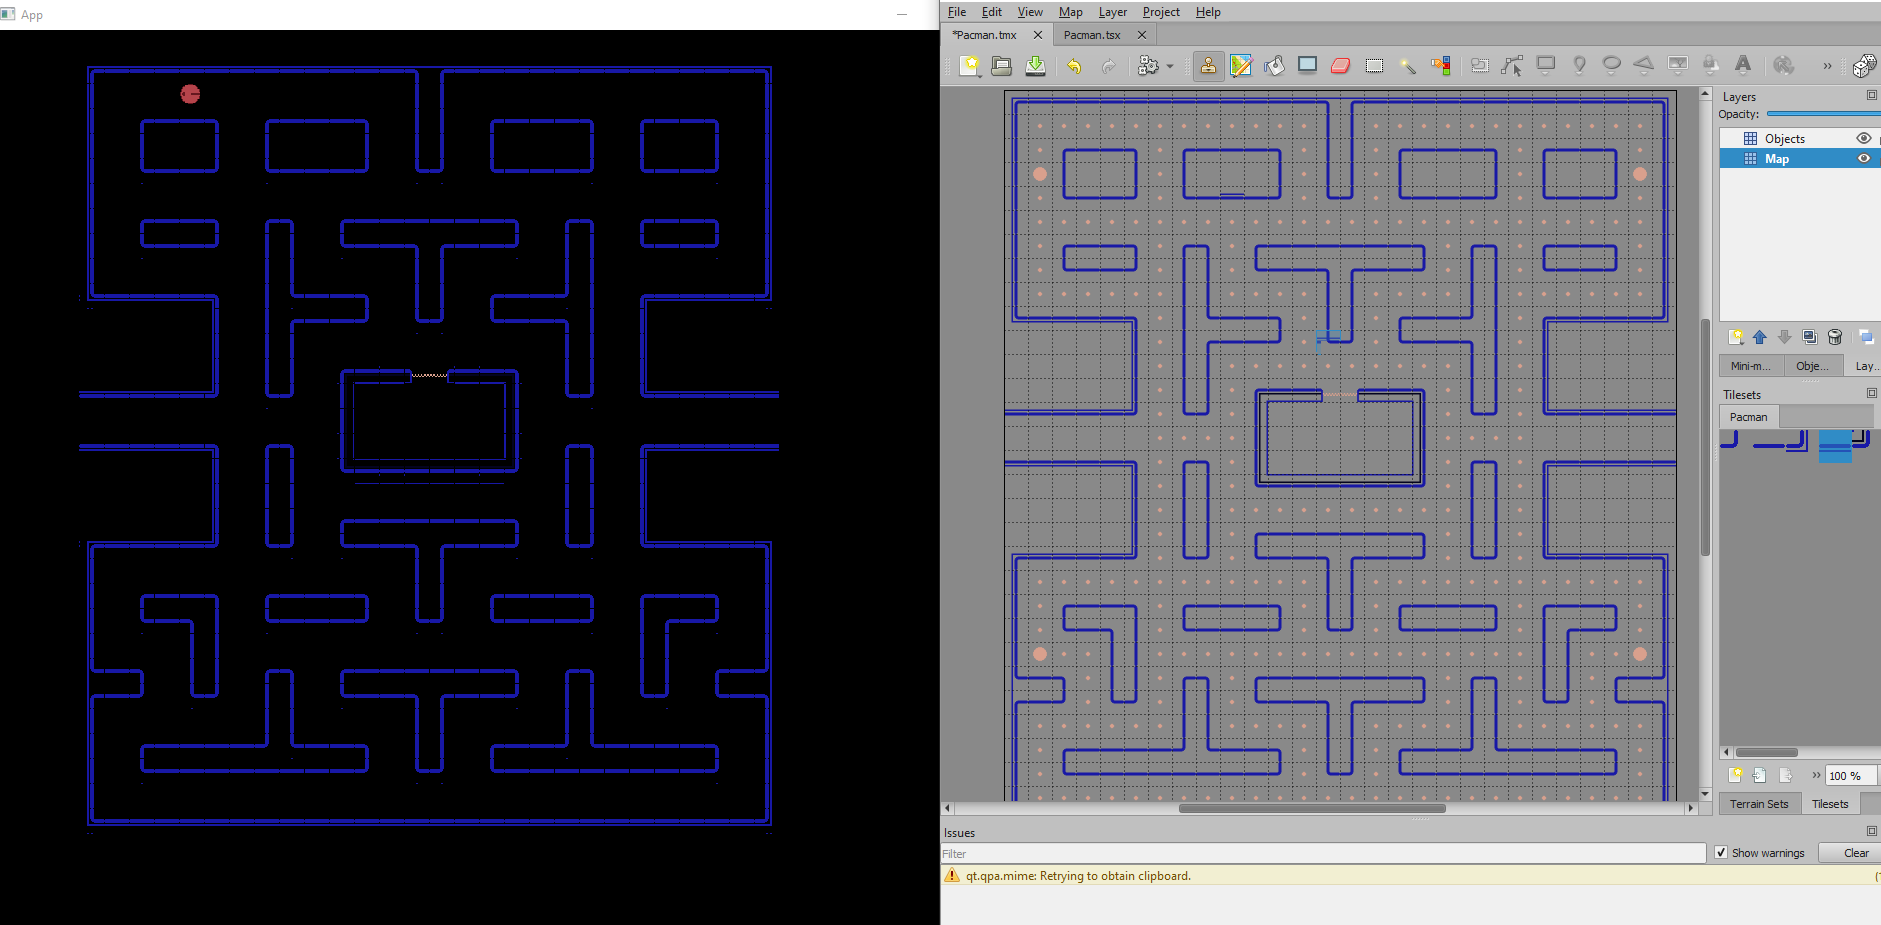 App
File Edit View Map Layer Project Help
*Pacman.tmx
Pacman.tsx
Layers
Opacity:
Objects
Map
Mini-m...
Obje...
Lay...
Tilesets
Pacman
100 %
Terrain Sets
Tilesets
Issues
Filter
Show warnings
Clear
qt.qpa.mime: Retrying to obtain clipboard.